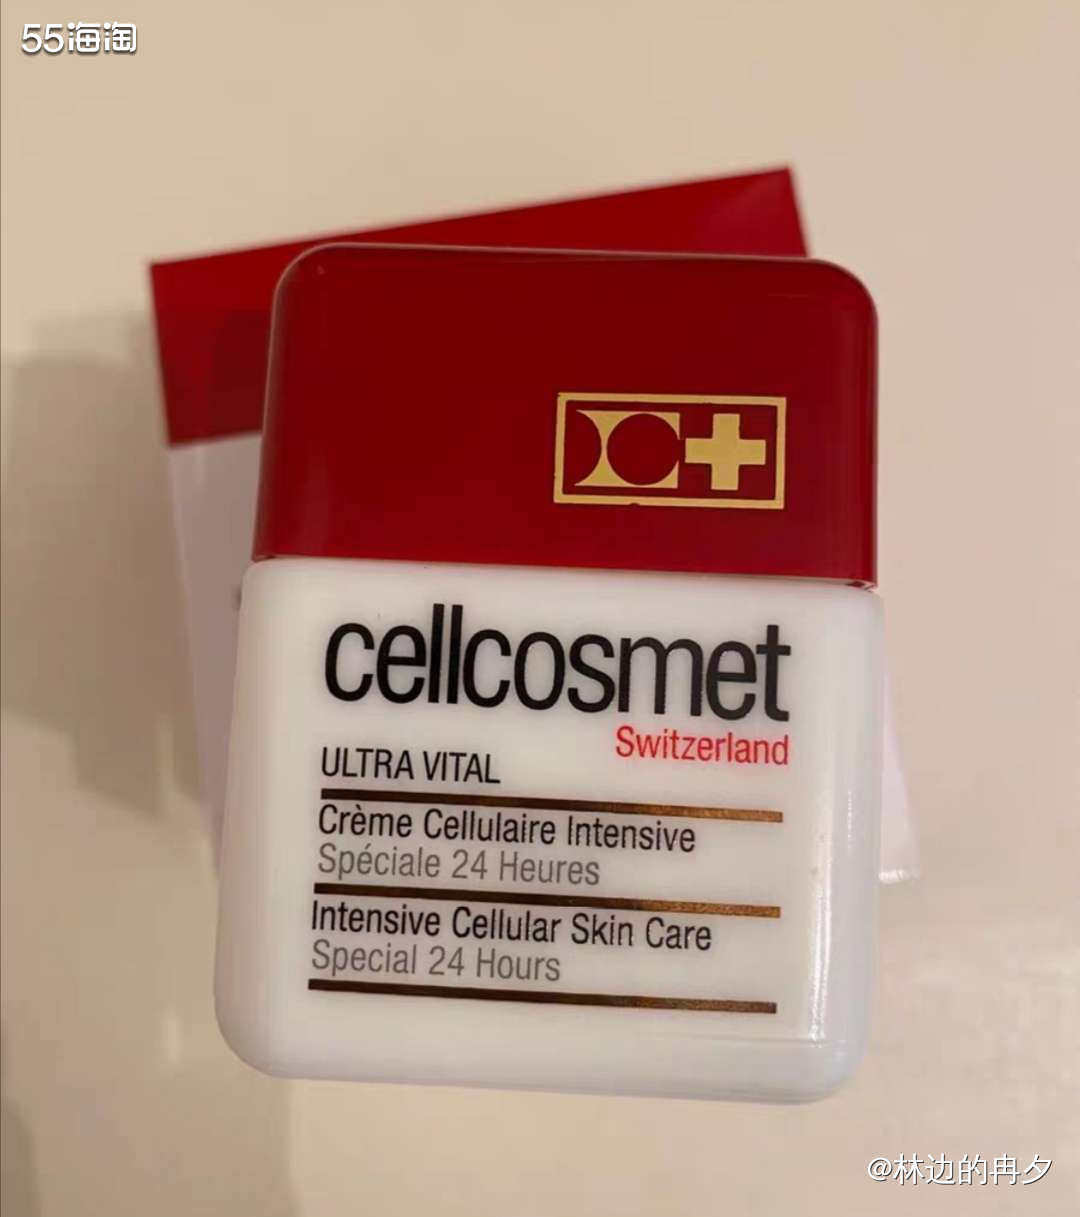 55海淘
cellcosmet
Switzerland
ULTRA VITAL
Crème Cellulaire Intensive
Spéciale 24 Heures
Intensive Cellular Skin Care
Special 24 Hours
@林边的冉夕